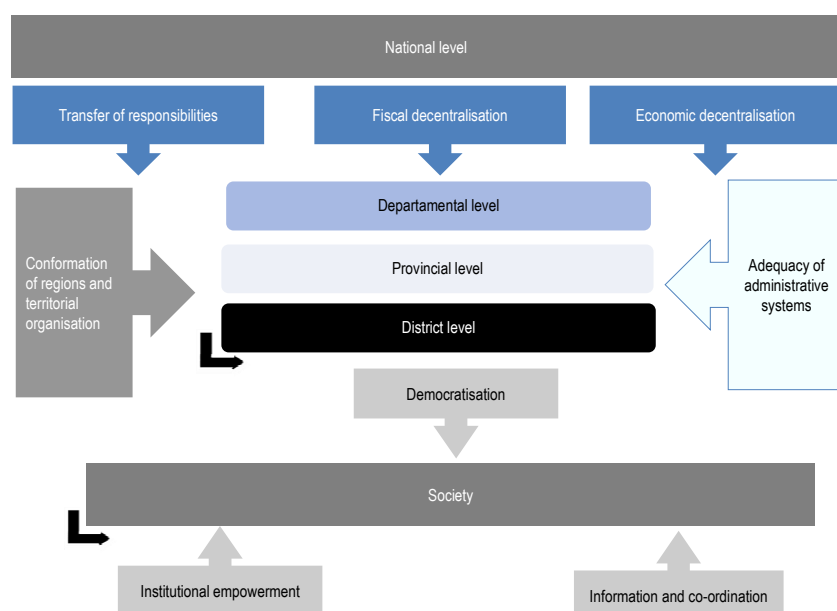 National level
Transfer of responsibilities
Fiscal decentralisation
Economic decentralisation
Departamental level
Conformation
of regions and
territorial
organisation
Provincial level
Adequacy of
administrative
systems
District level
Democratisation
Society
Institutional empowerment
Information and co-ordination